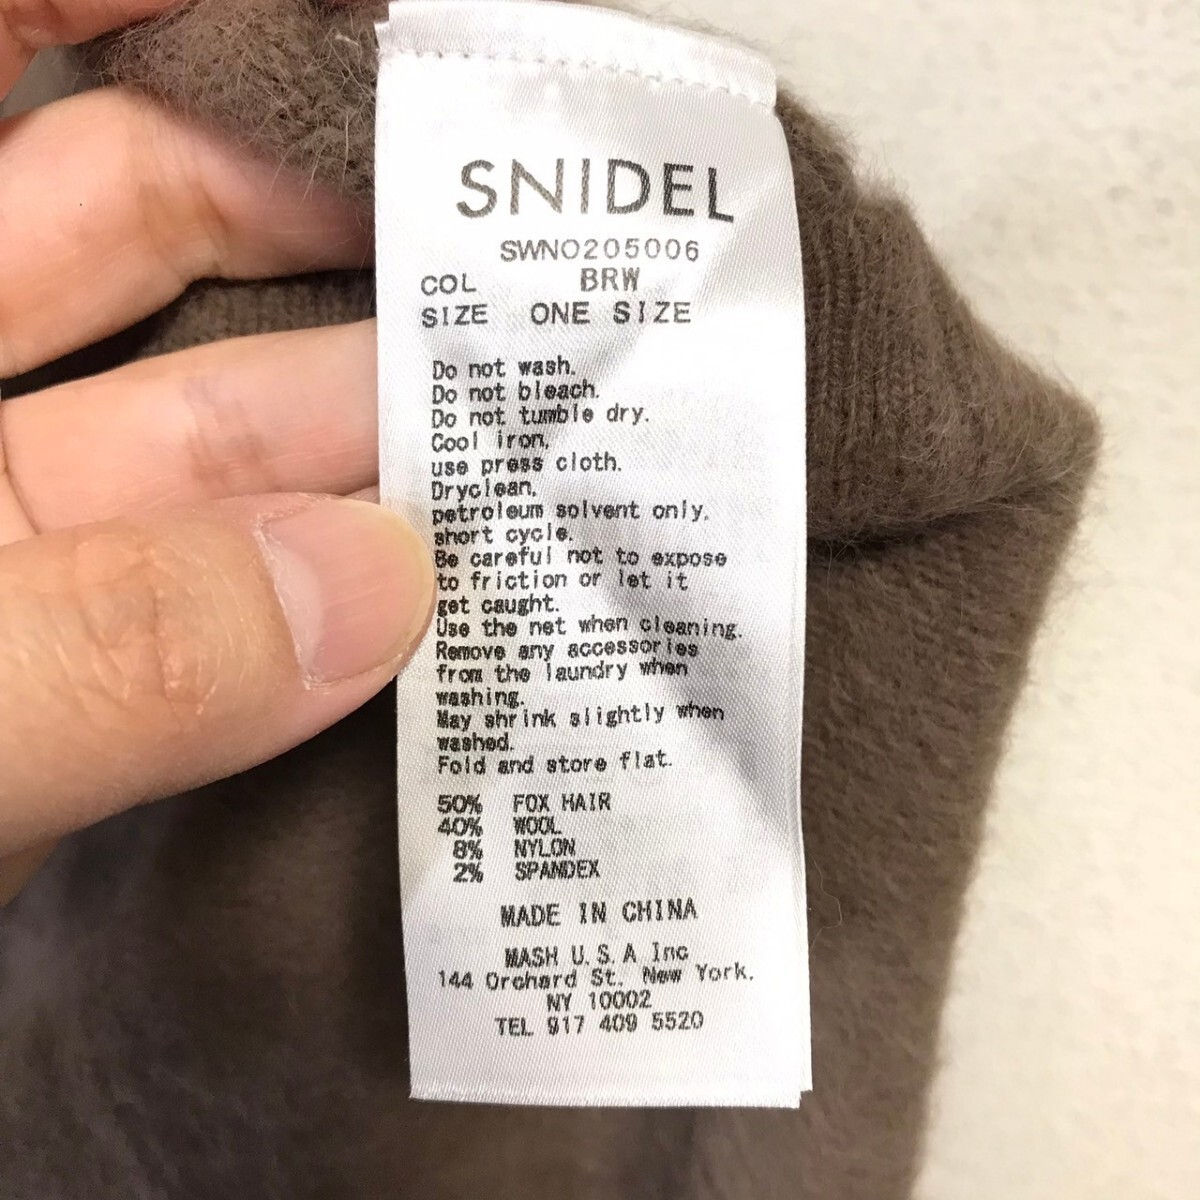 SNIDEL
SWNO205006
COL BRW
SIZE ONE SIZE
Do not wash.
Do not bleach.
Do not tumble dry.
Cool iron.
use press cloth.
Dryclean.
petroleum solvent only.
short cycle.
Be careful not to expose
to friction or let it
get caught.
Use the net when cleaning.
Remove any accessories
from the laundry when
washing.
May shrink slightly when
washed.
Fold and store flat.
50% FOX HAIR
40% WOOL
8% NYLON
2% SPANDEX
MADE IN CHINA
MASH U.S.A Inc
144 Orchard St. New York.
NY 10002
TEL 917 409 5520